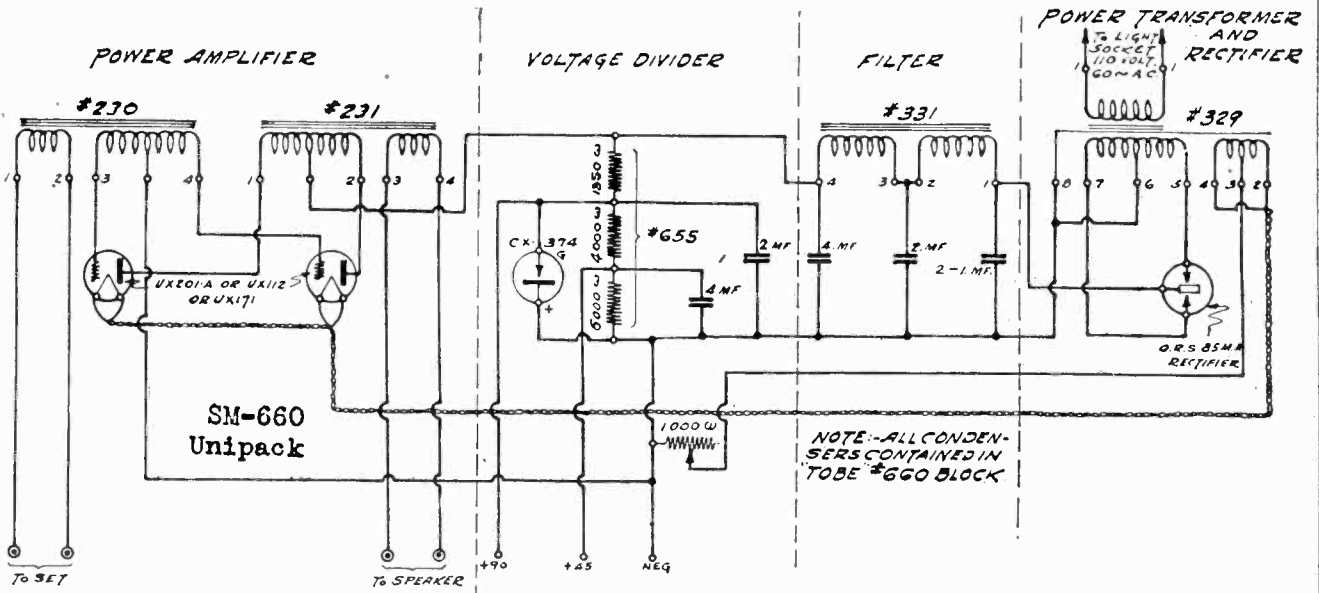 POWER AMPLIFIER
VOLTAGE DIVIDER
FILTER
POWER TRANSFORMER
AND
RECTIFIER
TO LIGHT
SOCKET
110 VOLT.
60~A.C
1
1
#230
#231
#331
#329
1
2
3
4
1
2
3
4
4
3
2
1
8
7
6
5
4
3
2
1350 ω
4000 ω
6000 ω
#655
CX. 374
G
+
2 MF
4 MF
4 MF
2 MF
2-1.MF.
UX201-A OR UX112
OR UX171
Q.R.S. 85 M.A
RECTIFIER
SM-660
Unipack
1000 ω
NOTE:-ALL CONDEN-
SERS CONTAINED IN
"TOBE" #660 BLOCK
TO SET
TO SPEAKER
+90
+45
NEG